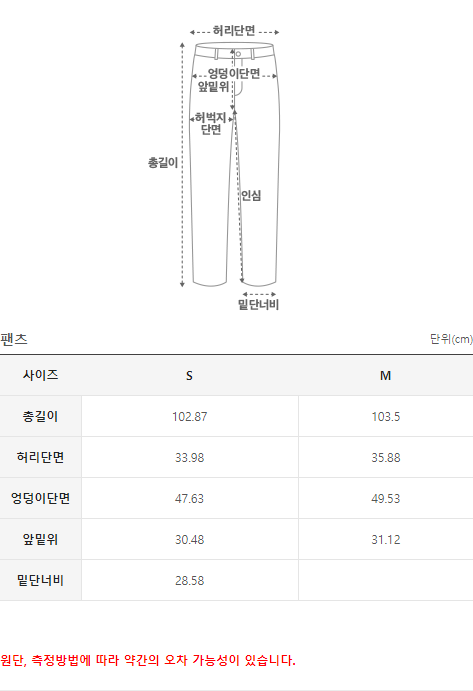 허리단면
엉덩이단면
앞밑위
허벅지
단면
총길이
인심
밑단너비
팬츠 단위(cm)
사이즈 S M
총길이 102.87 103.5
허리단면 33.98 35.88
엉덩이단면 47.63 49.53
앞밑위 30.48 31.12
밑단너비 28.58
원단, 측정방법에 따라 약간의 오차 가능성이 있습니다.